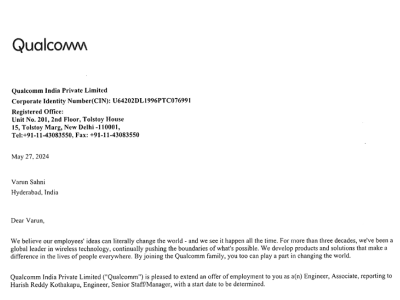 Qualcomm
Qualcomm India Private Limited
Corporate Identity Number(CIN): U64202DL1996PTC076991
Registered Office:
Unit No. 201, 2nd Floor, Tolstoy House
15, Tolstoy Marg, New Delhi -110001,
Tel:+91-11-43083550, Fax: +91-11-43083550
May 27, 2024
Varun Sahni
Hyderabad, India
Dear Varun,
We believe our employees' ideas can literally change the world - and we see it happen all the time. For more than three decades, we've been a
global leader in wireless technology, continually pushing the boundaries of what's possible. We develop products and solutions that make a
difference in the lives of people everywhere. By joining the Qualcomm family, you too can play a part in changing the world.
Qualcomm India Private Limited ("Qualcomm") is pleased to extend an offer of employment to you as a(n) Engineer, Associate, reporting to
Harish Reddy Kothakapu, Engineer, Senior Staff/Manager, with a start date to be determined.